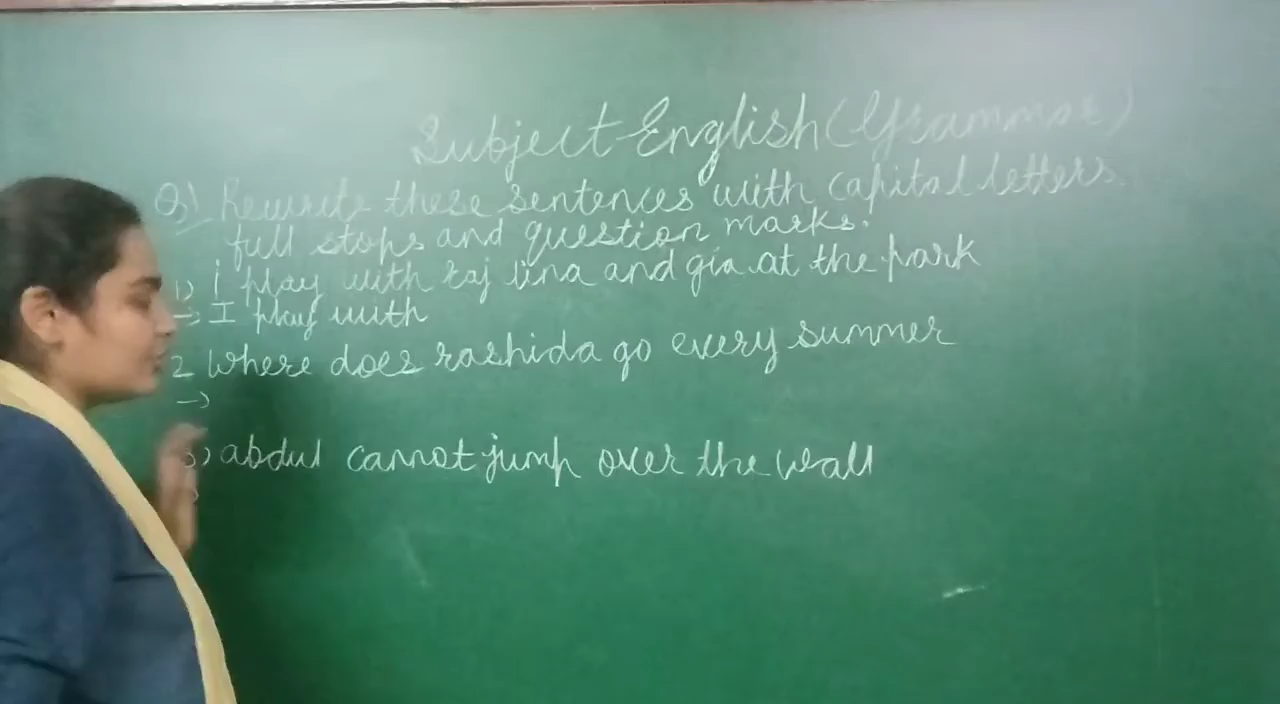 Subject-English (Grammar)
Q1) Rewrite these sentences with capital letters
full stops and question marks.
1) i play with raj lina and gia at the park
→ I play with
2 where does rashida go every summer
→
3) abdul cannot jump over the wall